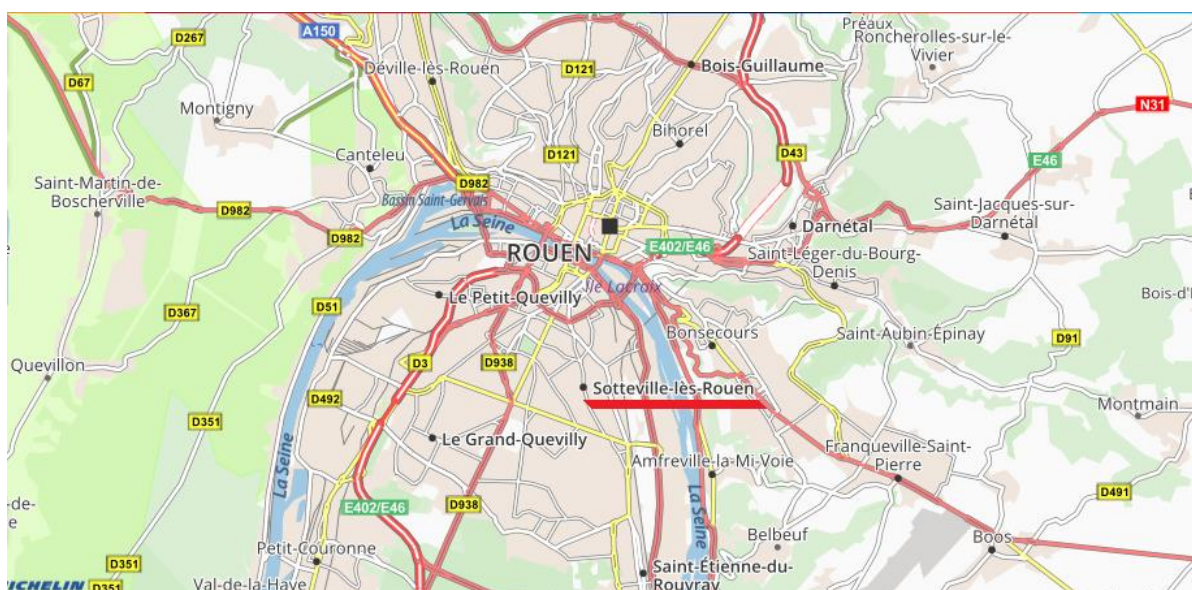 D267
A150
Préaux
Roncherolles-sur-le-
Vivier
D67
Déville-lès-Rouen
D121
Bois-Guillaume
Montigny
N31
Bihorel
D121
D43
E46
Canteleu
Saint-Martin-de-
Boscherville
D982
Bassin Saint-Gervais
D982
D982
La Seine
Saint-Jacques-sur-
Darnétal
Darnétal
ROUEN
E402/E46
Saint-Léger-du-Bourg-
Denis
Île Lacroix
Le Petit-Quevilly
D51
D367
Bois-d'
Bonsecours
Saint-Aubin-Épinay
D91
Quevillon
D3
D938
Sotteville-lès-Rouen
D492
Montmain
D351
Le Grand-Quevilly
Franqueville-Saint-
Pierre
Amfreville-la-Mi-Voie
La Seine
La Seine
D491
-de-
e
E402/E46
D938
Belbeuf
Boos
Petit-Couronne
Saint-Étienne-du-
Rouvray
D351
Val-de-la-Haye
MICHELIN
D351